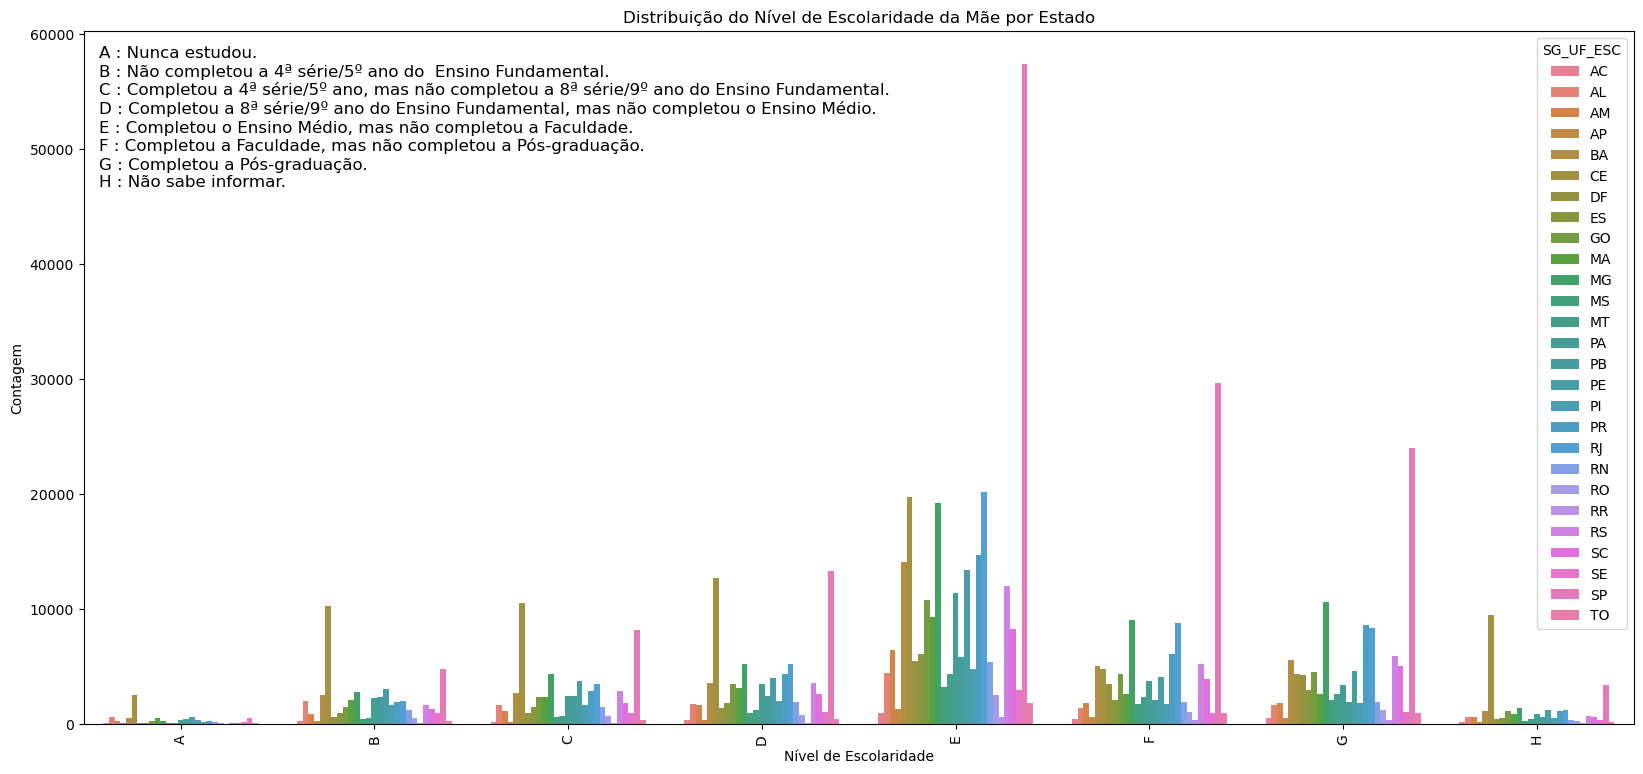 Distribuição do Nível de Escolaridade da Mãe por Estado
60000
50000
40000
30000
20000
10000
0
Contagem
A : Nunca estudou.
B : Não completou a 4ª série/5º ano do  Ensino Fundamental.
C : Completou a 4ª série/5º ano, mas não completou a 8ª série/9º ano do Ensino Fundamental.
D : Completou a 8ª série/9º ano do Ensino Fundamental, mas não completou o Ensino Médio.
E : Completou o Ensino Médio, mas não completou a Faculdade.
F : Completou a Faculdade, mas não completou a Pós-graduação.
G : Completou a Pós-graduação.
H : Não sabe informar.
SG_UF_ESC
AC
AL
AM
AP
BA
CE
DF
ES
GO
MA
MG
MS
MT
PA
PB
PE
PI
PR
RJ
RN
RO
RR
RS
SC
SE
SP
TO
A
B
C
D
E
F
G
H
Nível de Escolaridade